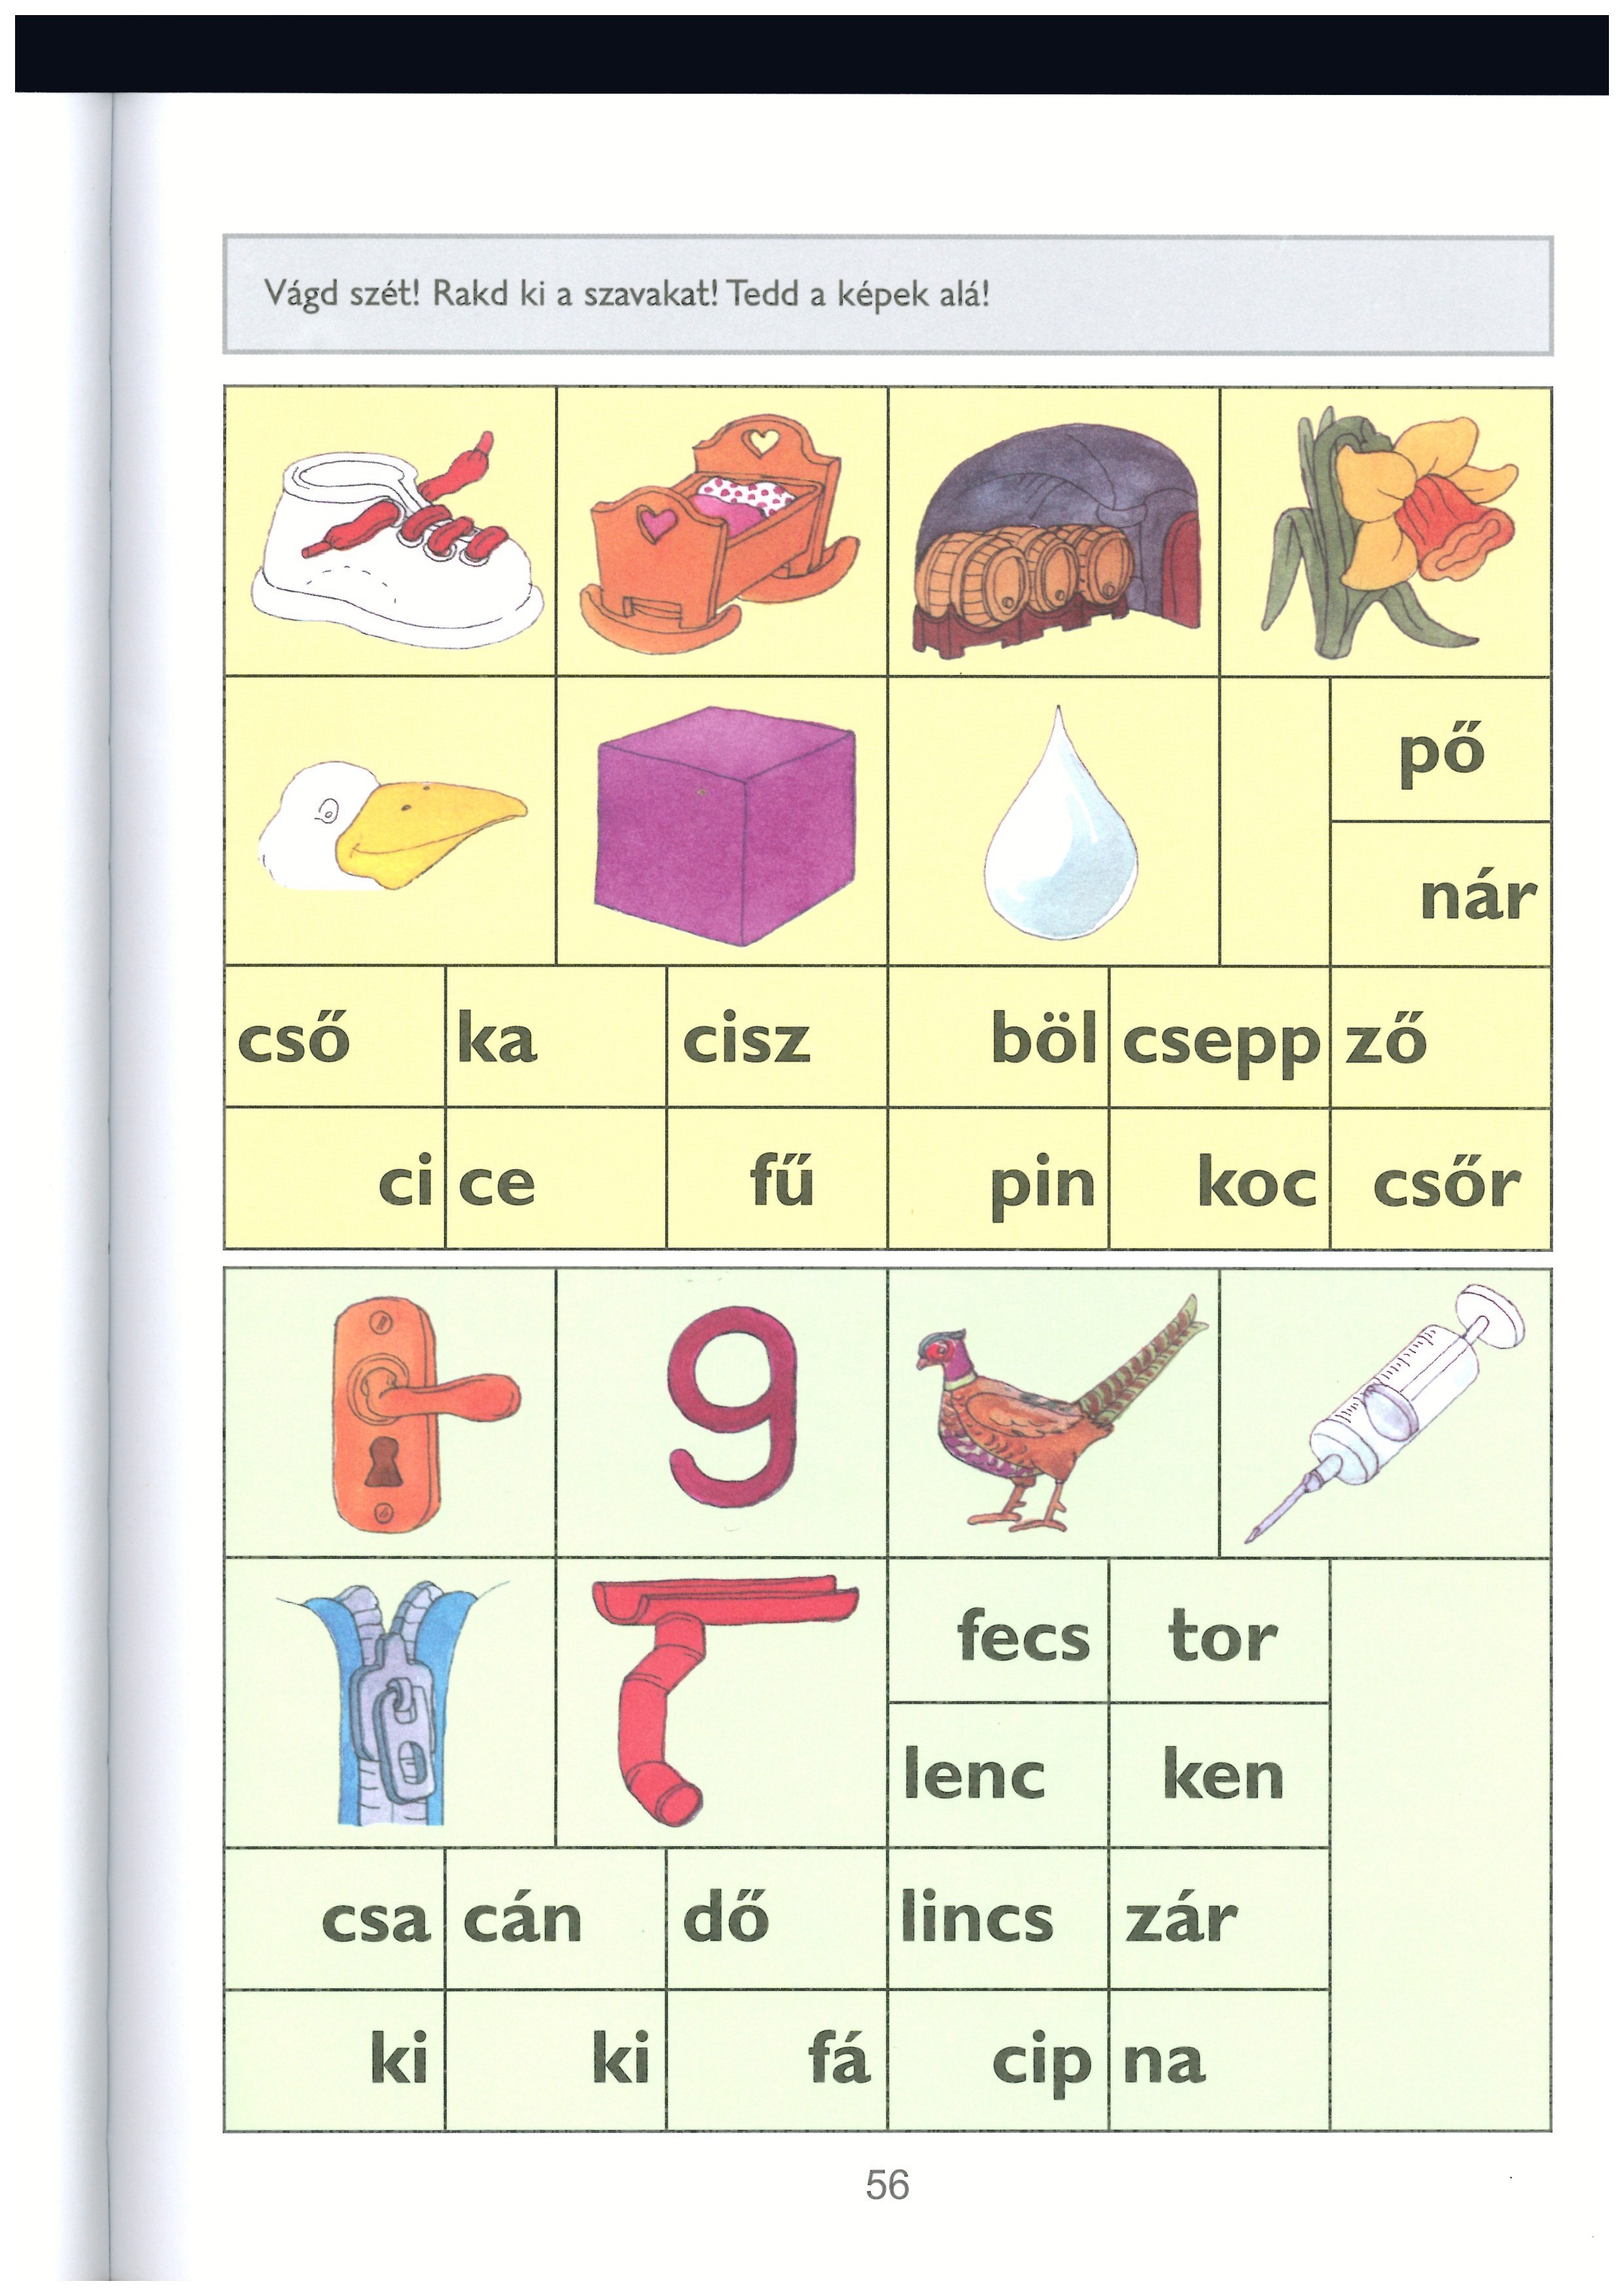 Vágd szét! Rakd ki a szavakat! Tedd a képek alá!
pő
nár
cső ka cisz böl csepp ző
ci ce fű pin koc csőr
9
fecs tor
lenc ken
csa cán dő lincs zár
ki ki fá cip na
56